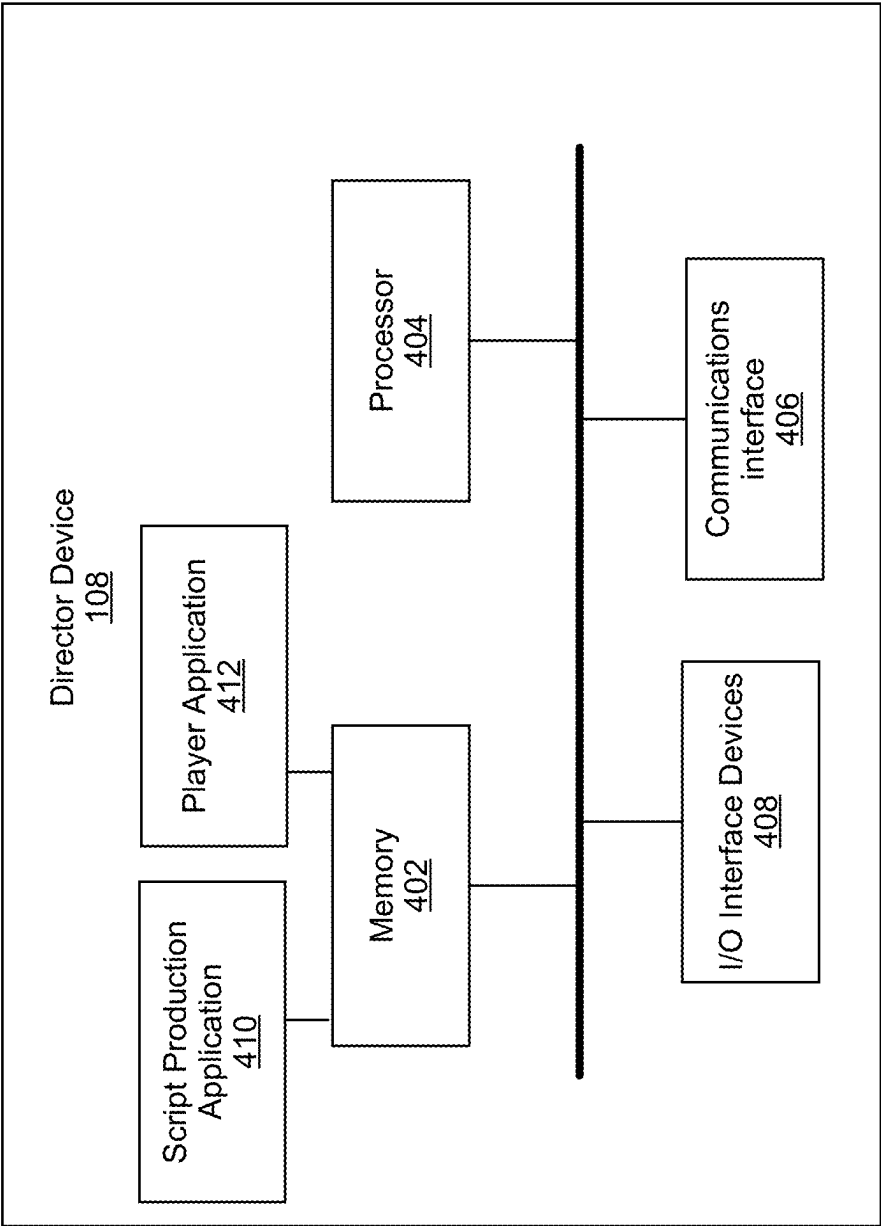 Director Device
108
Script Production
Application
410
Player Application
412
Memory
402
Processor
404
I/O Interface Devices
408
Communications
interface
406